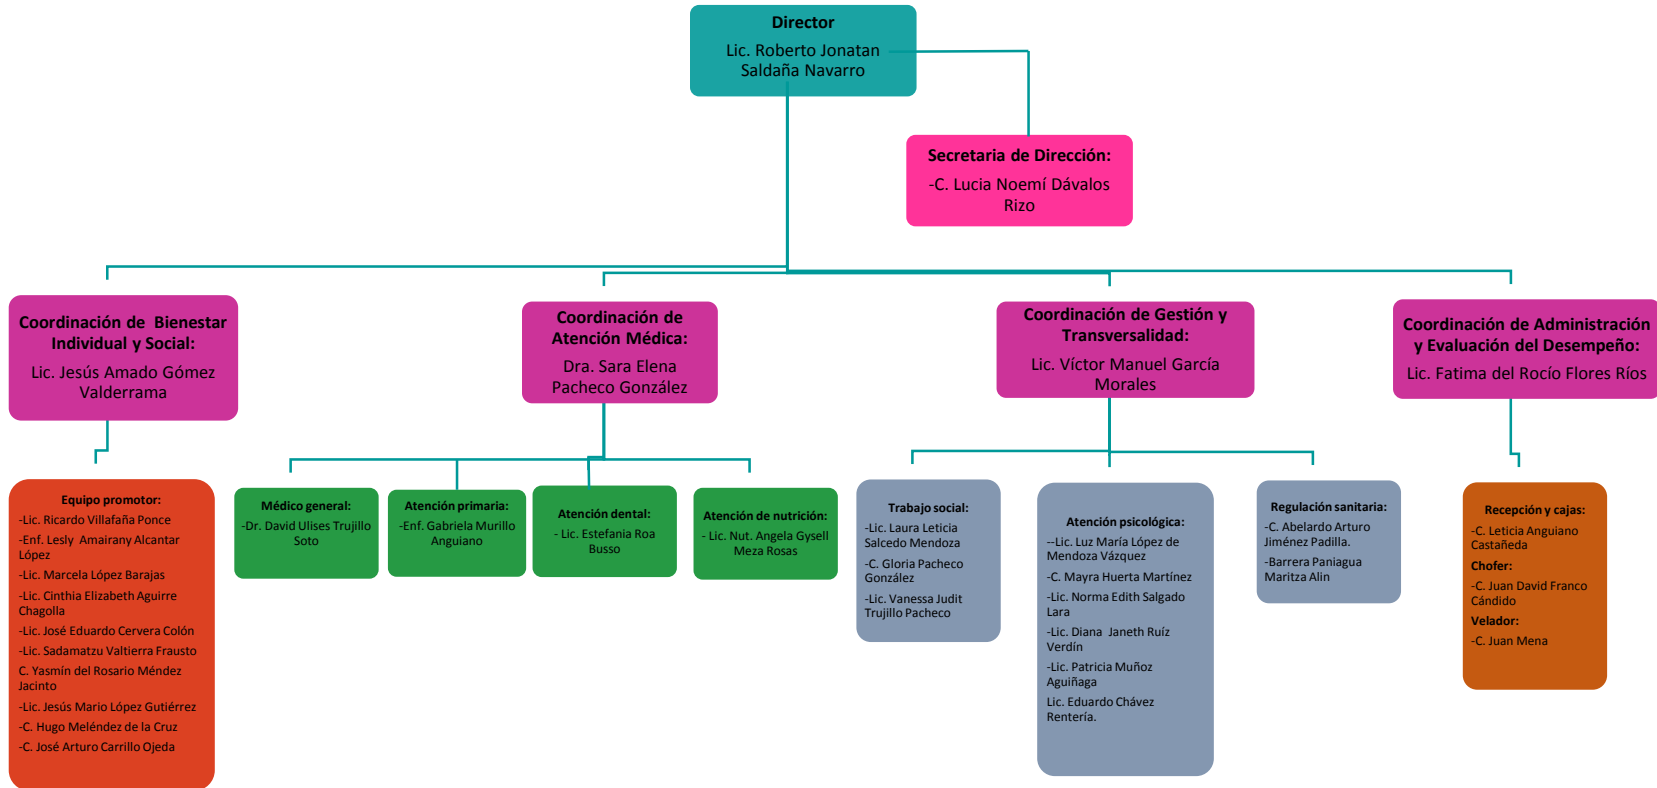 Director
Lic. Roberto Jonatan
Saldaña Navarro
Secretaria de Dirección:
-C. Lucia Noemí Dávalos
Rizo
Coordinación de Bienestar
Individual y Social:
Lic. Jesús Amado Gómez
Valderrama
Coordinación de
Atención Médica:
Dra. Sara Elena
Pacheco González
Coordinación de Gestión y
Transversalidad:
Lic. Víctor Manuel García
Morales
Coordinación de Administración
y Evaluación del Desempeño:
Lic. Fatima del Rocío Flores Ríos
Equipo promotor:
-Lic. Ricardo Villafaña Ponce
-Enf. Lesly Amairany Alcantar
López
-Lic. Marcela López Barajas
-Lic. Cinthia Elizabeth Aguirre
Chagolla
-Lic. José Eduardo Cervera Colón
-Lic. Sadamatzu Valtierra Frausto
C. Yasmín del Rosario Méndez
Jacinto
-Lic. Jesús Mario López Gutiérrez
-C. Hugo Meléndez de la Cruz
-C. José Arturo Carrillo Ojeda
Médico general:
-Dr. David Ulises Trujillo
Soto
Atención primaria:
-Enf. Gabriela Murillo
Anguiano
Atención dental:
- Lic. Estefania Roa
Busso
Atención de nutrición:
- Lic. Nut. Angela Gysell
Meza Rosas
Trabajo social:
-Lic. Laura Leticia
Salcedo Mendoza
-C. Gloria Pacheco
González
-Lic. Vanessa Judit
Trujillo Pacheco
Atención psicológica:
--Lic. Luz María López de
Mendoza Vázquez
-C. Mayra Huerta Martínez
-Lic. Norma Edith Salgado
Lara
-Lic. Diana Janeth Ruíz
Verdín
-Lic. Patricia Muñoz
Aguiñaga
Lic. Eduardo Chávez
Rentería.
Regulación sanitaria:
-C. Abelardo Arturo
Jiménez Padilla.
-Barrera Paniagua
Maritza Alin
Recepción y cajas:
-C. Leticia Anguiano
Castañeda
Chofer:
-C. Juan David Franco
Cándido
Velador:
-C. Juan Mena